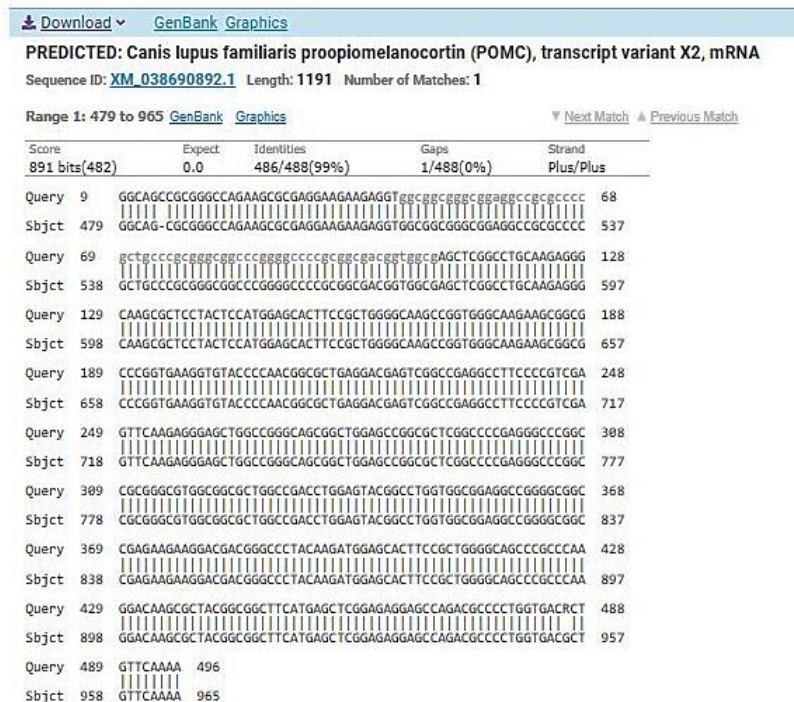 Download GenBank Graphics
PREDICTED: Canis lupus familiaris proopiomelanocortin (POMC), transcript variant X2, mRNA
Sequence ID: XM_038690892.1 Length: 1191 Number of Matches: 1
Range 1: 479 to 965 GenBank Graphics Next Match Previous Match
Score Expect Identities Gaps Strand
891 bits(482) 0.0 486/488(99%) 1/488(0%) Plus/Plus
Query 9 GGCAGCCGCGGGCCAGAAGCGCGAGGAAGAAGAGGTggcggcgggcggaggccgcgcccc 68
Sbjct 479 GGCAG-CGCGGGCCAGAAGCGCGAGGAAGAAGAGGTGGCGGCGGGCGGAGGCCGCGCCCC 537
Query 69 gctgcccgcgggcggcccggggccccgcggcgacggtggcgAGCTCGGCCTGCAAGAGGG 128
Sbjct 538 GCTGCCCGCGGGCGGCCCGGGGCCCCGCGGCGACGGTGGCGAGCTCGGCCTGCAAGAGGG 597
Query 129 CAAGCGCTCCTACTCCATGGAGCACTTCCGCTGGGGCAAGCCGGTGGGCAAGAAGCGGCG 188
Sbjct 598 CAAGCGCTCCTACTCCATGGAGCACTTCCGCTGGGGCAAGCCGGTGGGCAAGAAGCGGCG 657
Query 189 CCCGGTGAAGGTGTACCCCAACGGCGCTGAGGACGAGTCGGCCGAGGCCTTCCCCGTCGA 248
Sbjct 658 CCCGGTGAAGGTGTACCCCAACGGCGCTGAGGACGAGTCGGCCGAGGCCTTCCCCGTCGA 717
Query 249 GTTCAAGAGGGAGCTGGCCGGGCAGCGGCTGGAGCCGGCGCTCGGCCCCGAGGGCCCGGC 308
Sbjct 718 GTTCAAGAGGGAGCTGGCCGGGCAGCGGCTGGAGCCGGCGCTCGGCCCCGAGGGCCCGGC 777
Query 309 CGCGGGCGTGGCGGCGCTGGCCGACCTGGAGTACGGCCTGGTGGCGGAGGCCGGGGCGGC 368
Sbjct 778 CGCGGGCGTGGCGGCGCTGGCCGACCTGGAGTACGGCCTGGTGGCGGAGGCCGGGGCGGC 837
Query 369 CGAGAAGAAGGACGACGGGCCCTACAAGATGGAGCACTTCCGCTGGGGCAGCCCGCCCAA 428
Sbjct 838 CGAGAAGAAGGACGACGGGCCCTACAAGATGGAGCACTTCCGCTGGGGCAGCCCGCCCAA 897
Query 429 GGACAAGCGCTACGGCGGCTTCATGAGCTCGGAGAGGAGCCAGACGCCCCTGGTGACRCT 488
Sbjct 898 GGACAAGCGCTACGGCGGCTTCATGAGCTCGGAGAGGAGCCAGACGCCCCTGGTGACGCT 957
Query 489 GTTCAAAA 496
Sbjct 958 GTTCAAAA 965